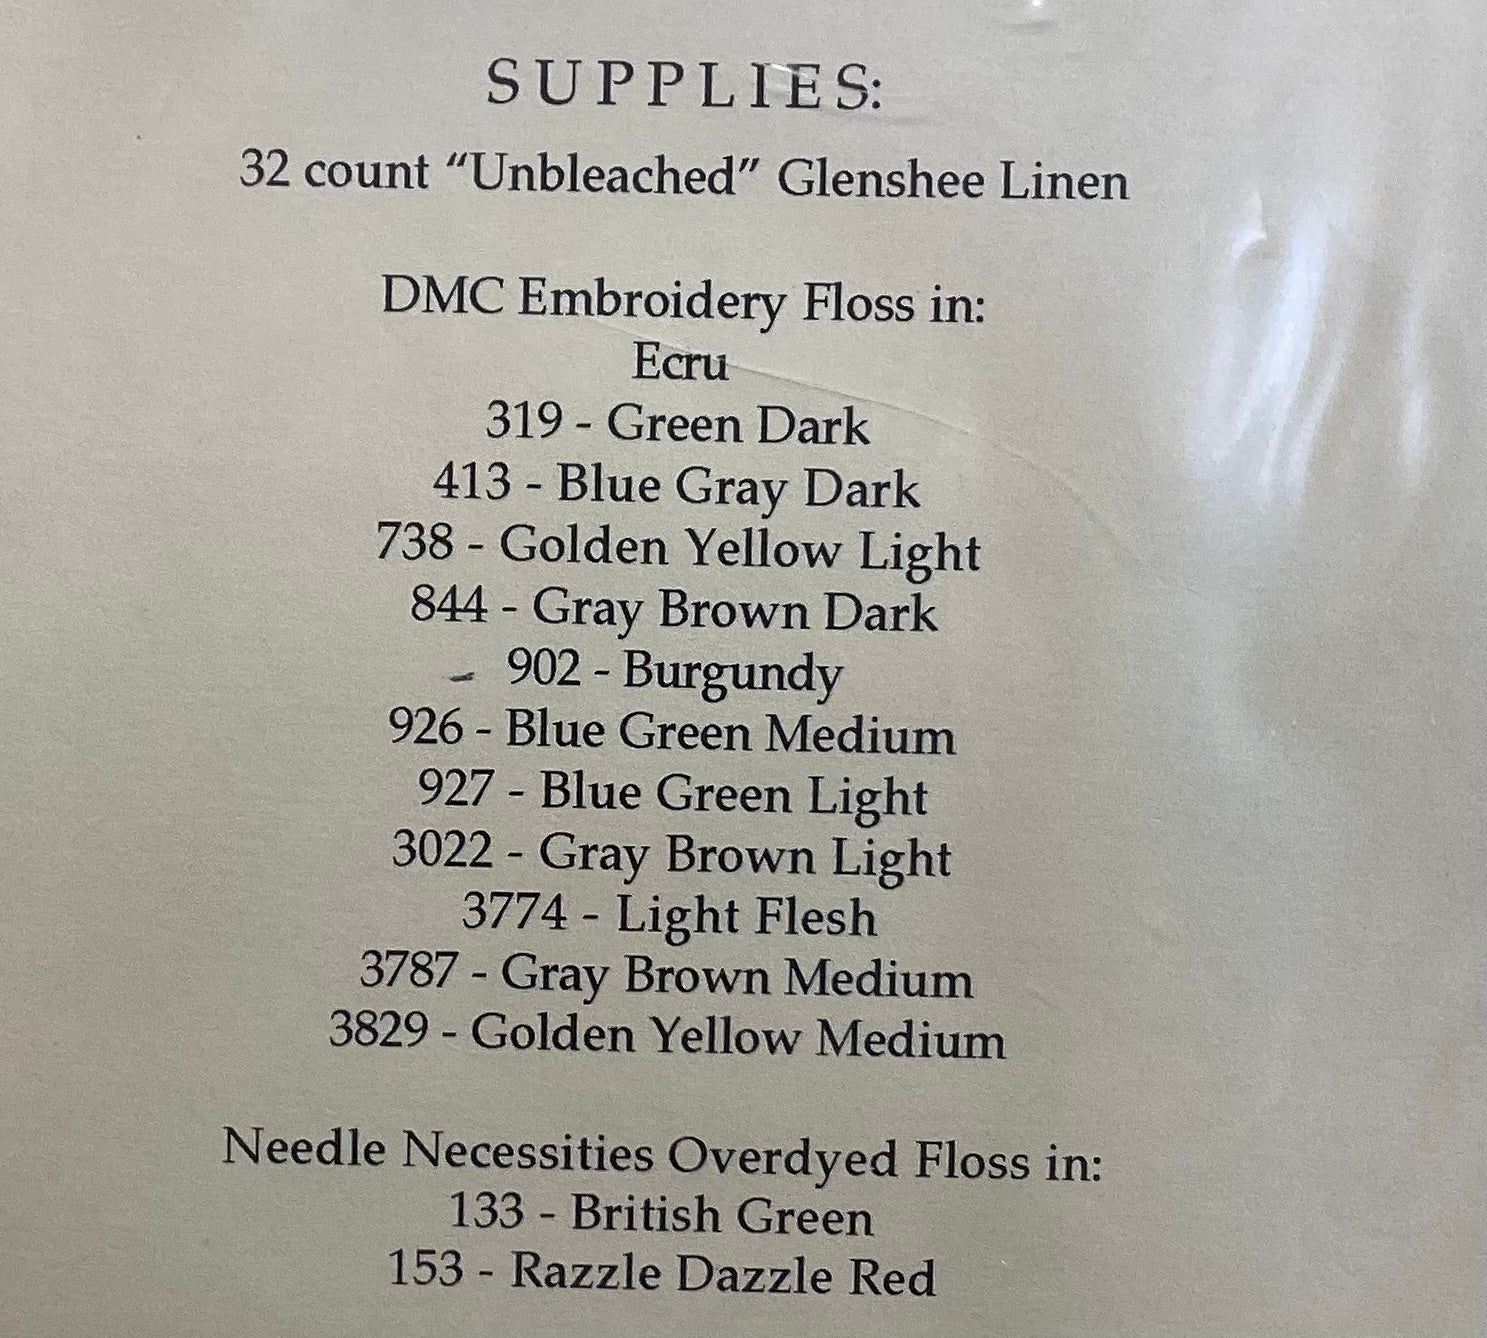 SUPPLIES:
32 count “Unbleached” Glenshee Linen
DMC Embroidery Floss in:
Ecru
319 - Green Dark
413 - Blue Gray Dark
738 - Golden Yellow Light
844 - Gray Brown Dark
902 - Burgundy
926 - Blue Green Medium
927 - Blue Green Light
3022 - Gray Brown Light
3774 - Light Flesh
3787 - Gray Brown Medium
3829 - Golden Yellow Medium
Needle Necessities Overdyed Floss in:
133 - British Green
153 - Razzle Dazzle Red